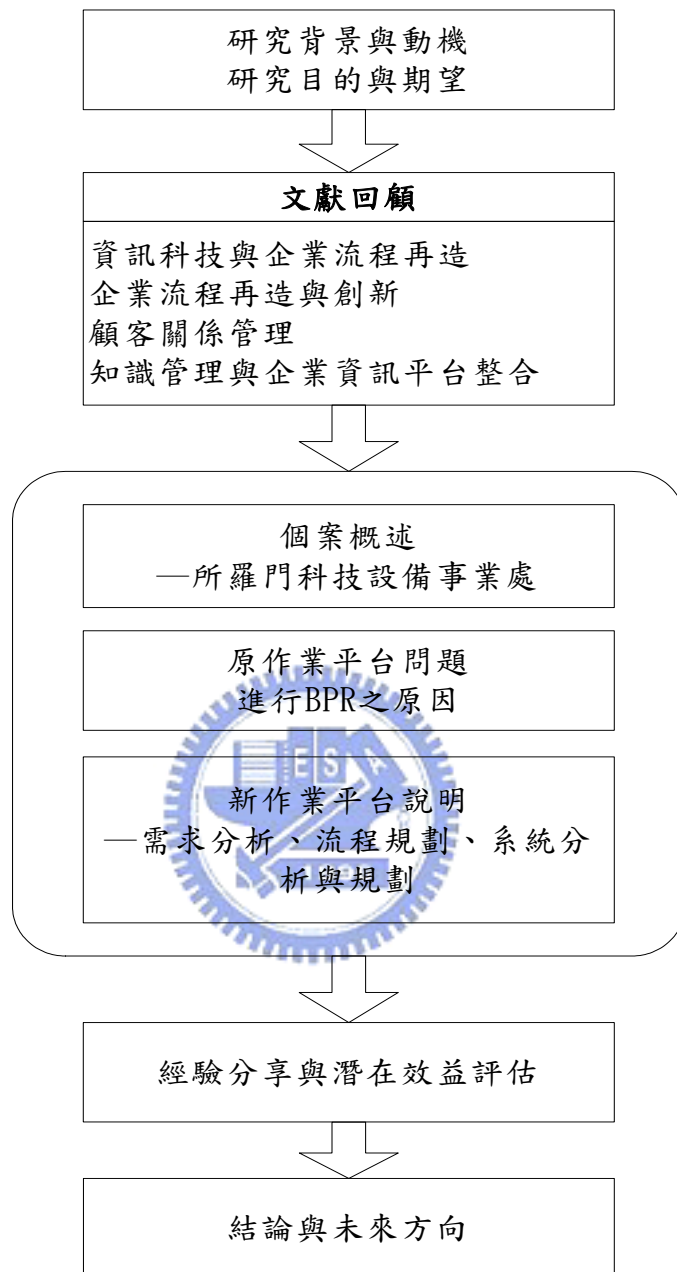 研究背景與動機
研究目的與期望
文獻回顧
資訊科技與企業流程再造
企業流程再造與創新
顧客關係管理
知識管理與企業資訊平台整合
個案概述
—所羅門科技設備事業處
原作業平台問題
進行BPR之原因
新作業平台說明
—需求分析、流程規劃、系統分
析與規劃
經驗分享與潛在效益評估
結論與未來方向